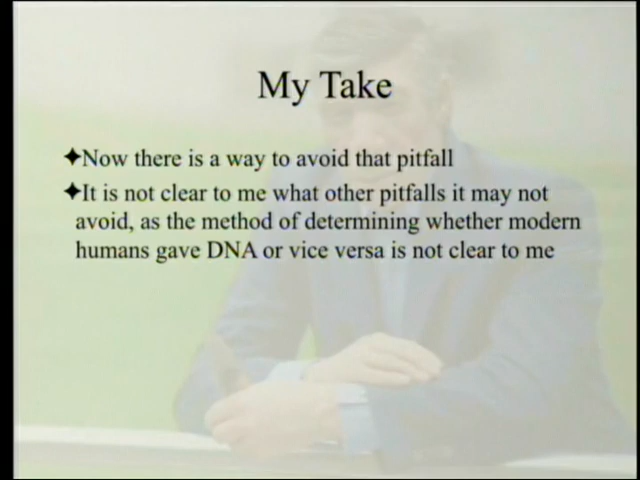 My Take
✦Now there is a way to avoid that pitfall
✦It is not clear to me what other pitfalls it may not
avoid, as the method of determining whether modern
humans gave DNA or vice versa is not clear to me